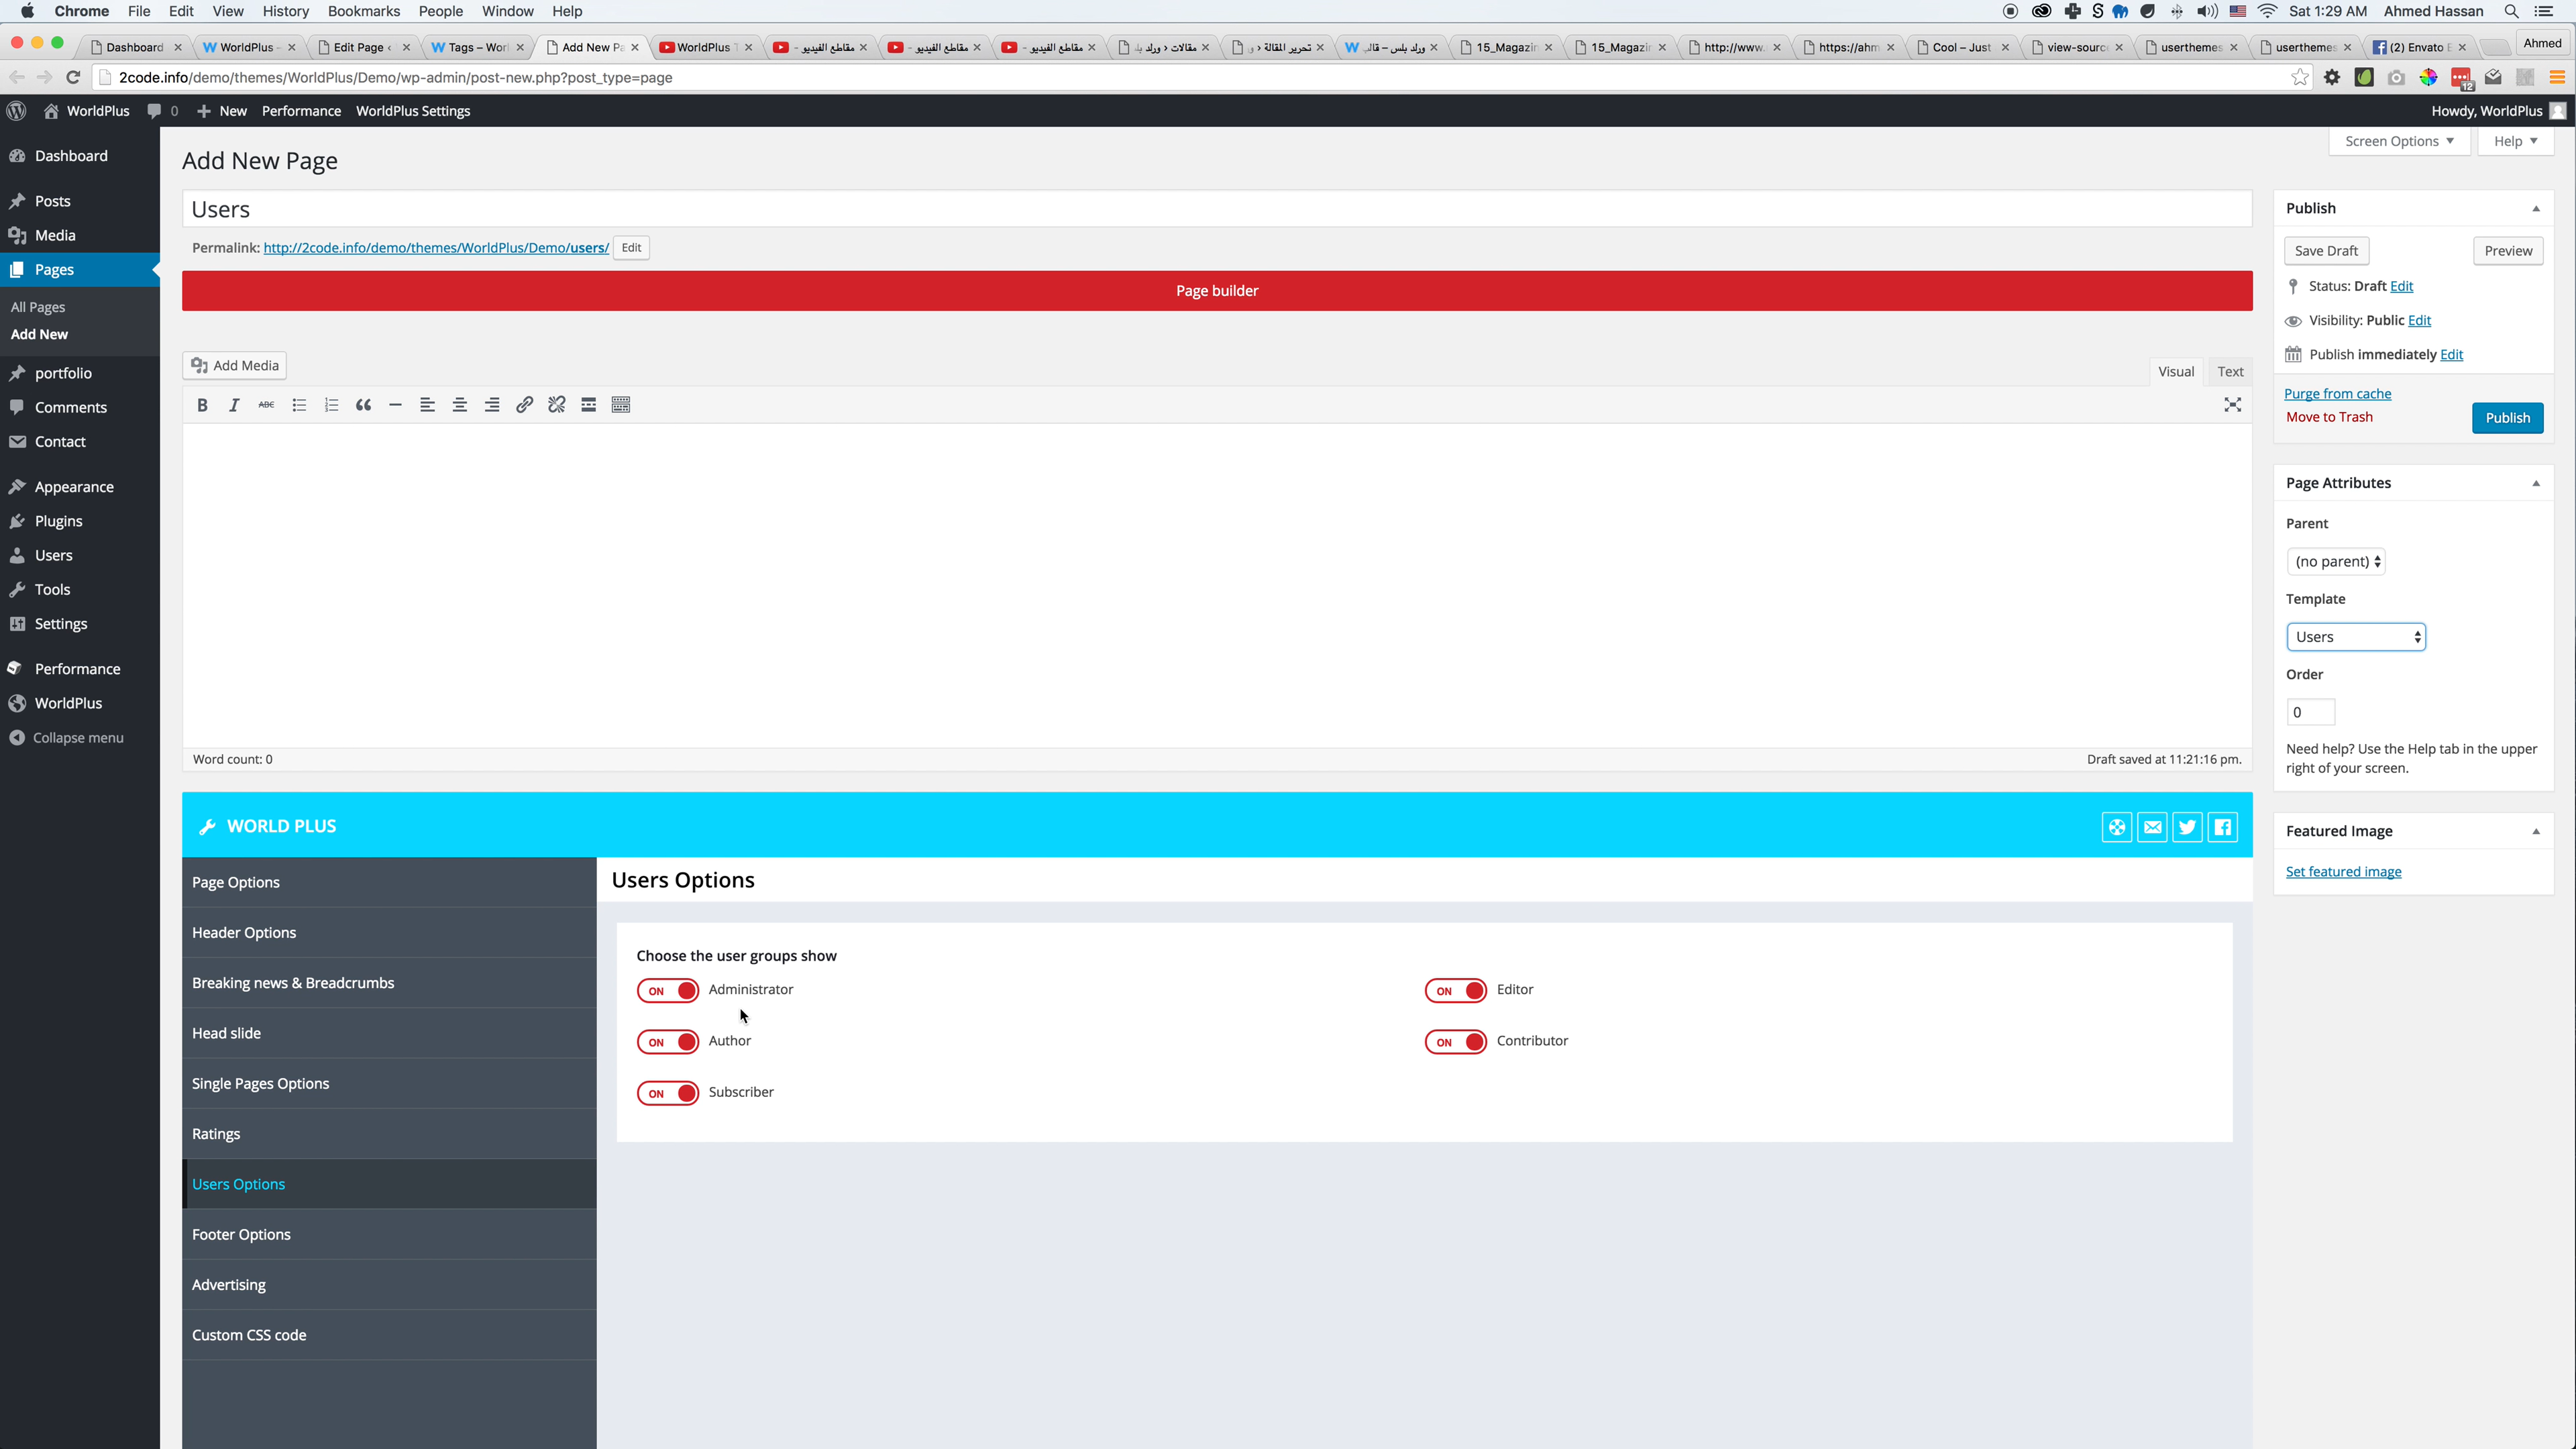 Chrome File Edit View History Bookmarks People Window Help
Sat 1:29 AM Ahmed Hassan
Dashboard WorldPlus - Edit Page ‹ Tags – Worl Add New Pa WorldPlus T مقاطع الفيديو - مقاطع الفيديو - مقاطع الفيديو - مقالات ‹ ورلد بل تحرير المقالة ‹ و ورلد بلس – قالب 15_Magazin 15_Magazin http://www. https://ahm Cool – Just view-source userthemes userthemes (2) Envato E Ahmed
2code.info/demo/themes/WorldPlus/Demo/wp-admin/post-new.php?post_type=page
12
WorldPlus 0 New Performance WorldPlus Settings Howdy, WorldPlus
Dashboard
Posts
Media
Pages
All Pages
Add New
portfolio
Comments
Contact
Appearance
Plugins
Users
Tools
Settings
Performance
WorldPlus
Collapse menu
Screen Options Help
Add New Page
Users
Permalink: http://2code.info/demo/themes/WorldPlus/Demo/users/ Edit
Page builder
Add Media
Visual Text
B I ABC
Word count: 0 Draft saved at 11:21:16 pm.
WORLD PLUS
Page Options
Header Options
Breaking news & Breadcrumbs
Head slide
Single Pages Options
Ratings
Users Options
Footer Options
Advertising
Custom CSS code
Users Options
Choose the user groups show
ON Administrator ON Editor
ON Author ON Contributor
ON Subscriber
Publish
Save Draft Preview
Status: Draft Edit
Visibility: Public Edit
Publish immediately Edit
Purge from cache
Move to Trash Publish
Page Attributes
Parent
(no parent)
Template
Users
Order
0
Need help? Use the Help tab in the upper
right of your screen.
Featured Image
Set featured image